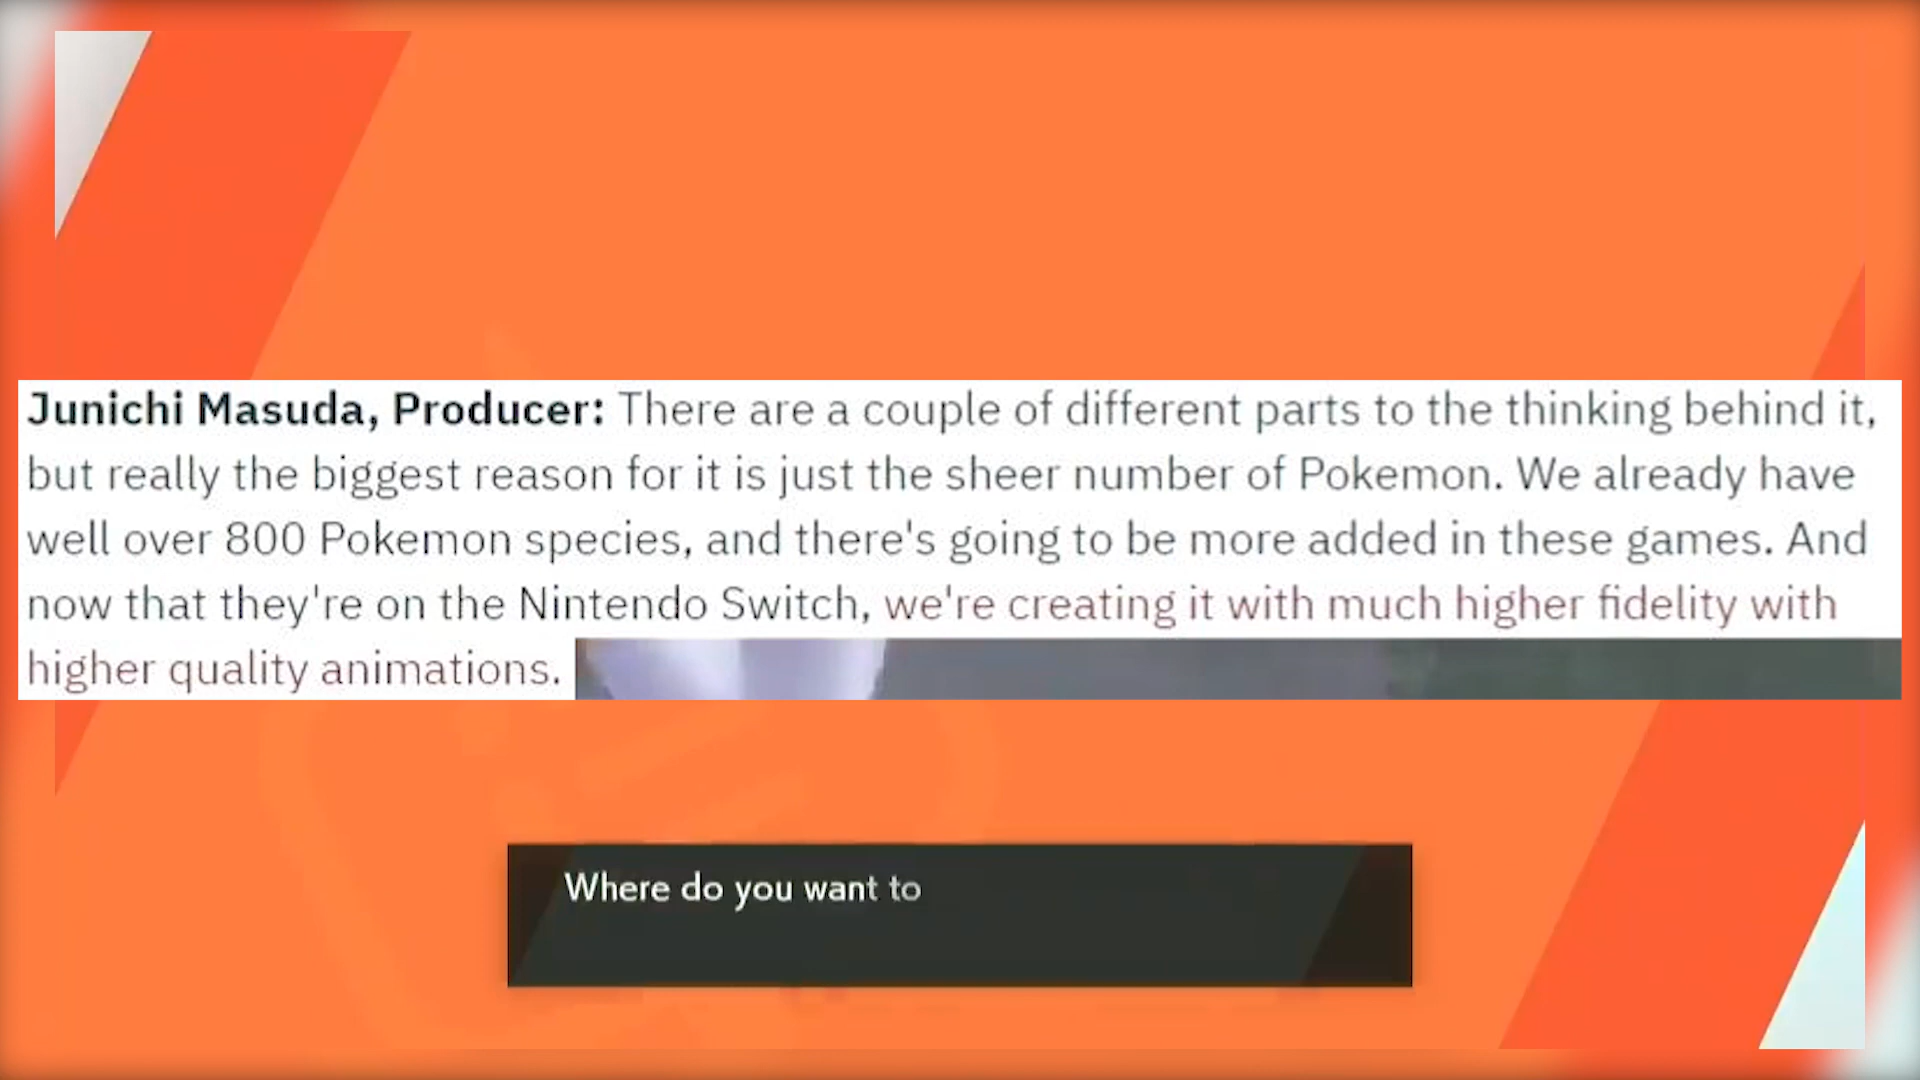 Junichi Masuda, Producer: There are a couple of different parts to the thinking behind it,
but really the biggest reason for it is just the sheer number of Pokemon. We already have
well over 800 Pokemon species, and there's going to be more added in these games. And
now that they're on the Nintendo Switch, we're creating it with much higher fidelity with
higher quality animations.
Where do you want to